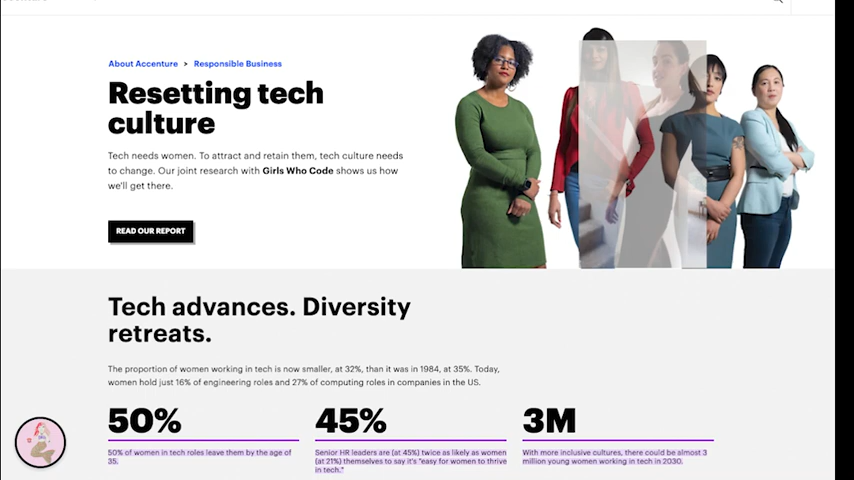 About Accenture > Responsible Business
Resetting tech
culture
Tech needs women. To attract and retain them, tech culture needs
to change. Our joint research with Girls Who Code shows us how
we'll get there.
READ OUR REPORT
Tech advances. Diversity
retreats.
The proportion of women working in tech is now smaller, at 32%, than it was in 1984, at 35%. Today,
women hold just 16% of engineering roles and 27% of computing roles in companies in the US.
50%
50% of women in tech roles leave them by the age of
35.
45%
Senior HR leaders are (at 45%) twice as likely as women
(at 21%) themselves to say it's "easy for women to thrive
in tech."
3M
With more inclusive cultures, there could be almost 3
million young women working in tech in 2030.